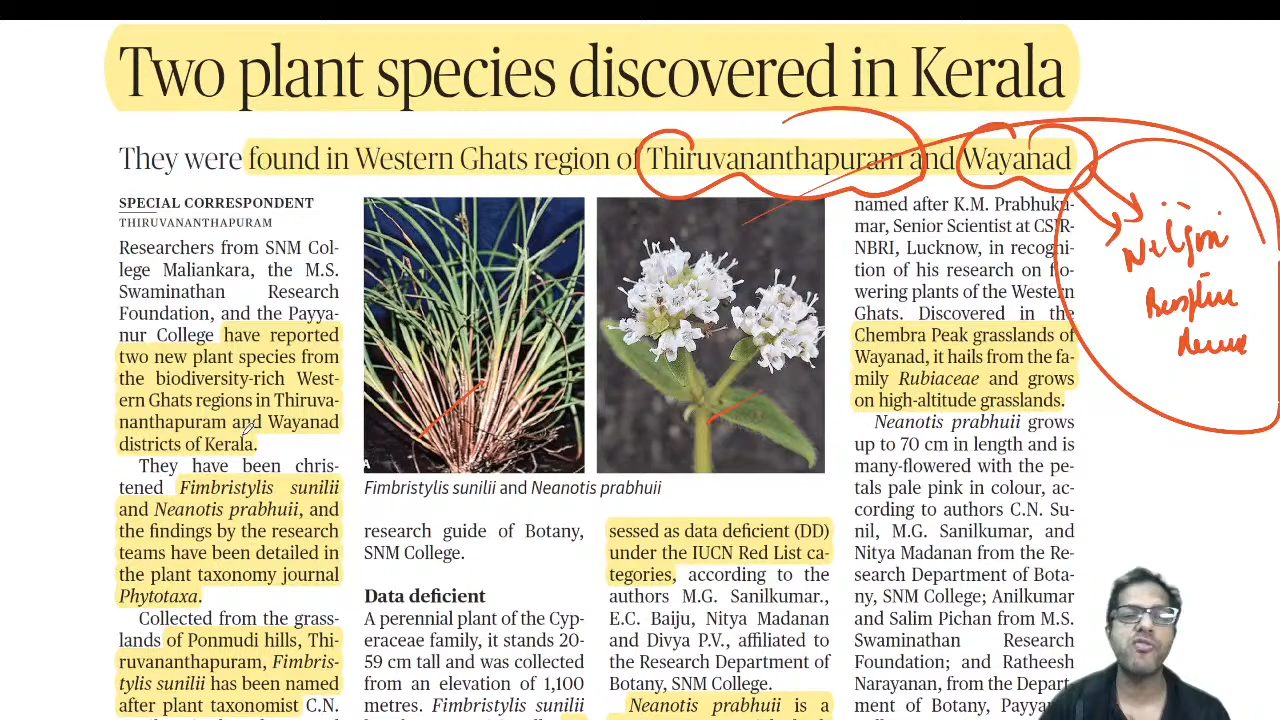 Two plant species discovered in Kerala
They were found in Western Ghats region of Thiruvananthapuram and Wayanad
SPECIAL CORRESPONDENT
THIRUVANANTHAPURAM
Researchers from SNM Col-
lege Maliankara, the M.S.
Swaminathan Research
Foundation, and the Payya-
nur College have reported
two new plant species from
the biodiversity-rich West-
ern Ghats regions in Thiruva-
nanthapuram and Wayanad
districts of Kerala.
They have been chris-
tened Fimbristylis sunilii
and Neanotis prabhuii, and
the findings by the research
teams have been detailed in
the plant taxonomy journal
Phytotaxa.
Collected from the grass-
lands of Ponmudi hills, Thi-
ruvananthapuram, Fimbris-
tylis sunilii has been named
after plant taxonomist C.N.
A
Fimbristylis sunilii and Neanotis prabhuii
research guide of Botany,
SNM College.
Data deficient
A perennial plant of the Cyp-
eraceae family, it stands 20-
59 cm tall and was collected
from an elevation of 1,100
metres. Fimbristylis sunilii
sessed as data deficient (DD)
under the IUCN Red List ca-
tegories, according to the
authors M.G. Sanilkumar.,
E.C. Baiju, Nitya Madanan
and Divya P.V., affiliated to
the Research Department of
Botany, SNM College.
Neanotis prabhuii is a
named after K.M. Prabhuku-
mar, Senior Scientist at CSIR-
NBRI, Lucknow, in recogni-
tion of his research on flo-
wering plants of the Western
Ghats. Discovered in the
Chembra Peak grasslands of
Wayanad, it hails from the fa-
mily Rubiaceae and grows
on high-altitude grasslands.
Neanotis prabhuii grows
up to 70 cm in length and is
many-flowered with the pe-
tals pale pink in colour, ac-
cording to authors C.N. Su-
nil, M.G. Sanilkumar, and
Nitya Madanan from the Re-
search Department of Bota-
ny, SNM College; Anilkumar
and Salim Pichan from M.S.
Swaminathan Research
Foundation; and Ratheesh
Narayanan, from the Depart-
ment of Botany, Payya